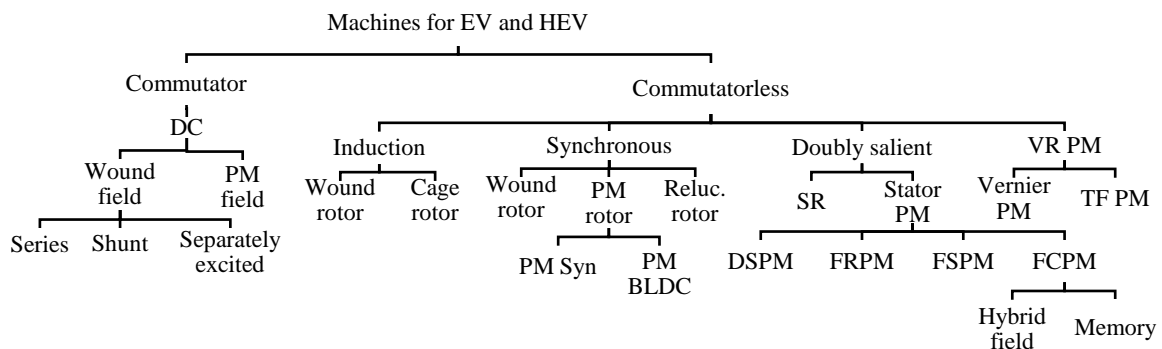 Machines for EV and HEV
Commutator
Commutatorless
DC
Induction
Synchronous
Doubly salient
VR PM
Wound
field
PM
field
Wound
rotor
Cage
rotor
Wound
rotor
PM
rotor
Reluc.
rotor
SR
Stator
PM
Vernier
PM
TF PM
Series
Shunt
Separately
excited
PM Syn
PM
BLDC
DSPM
FRPM
FSPM
FCPM
Hybrid
field
Memory